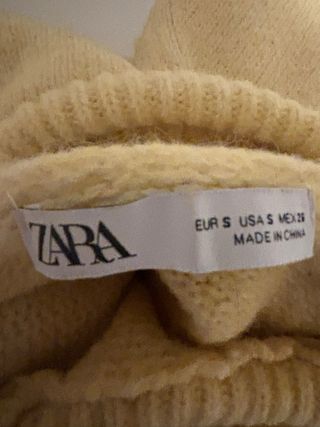 ZARA
EUR S USA S MEX 26
MADE IN CHINA